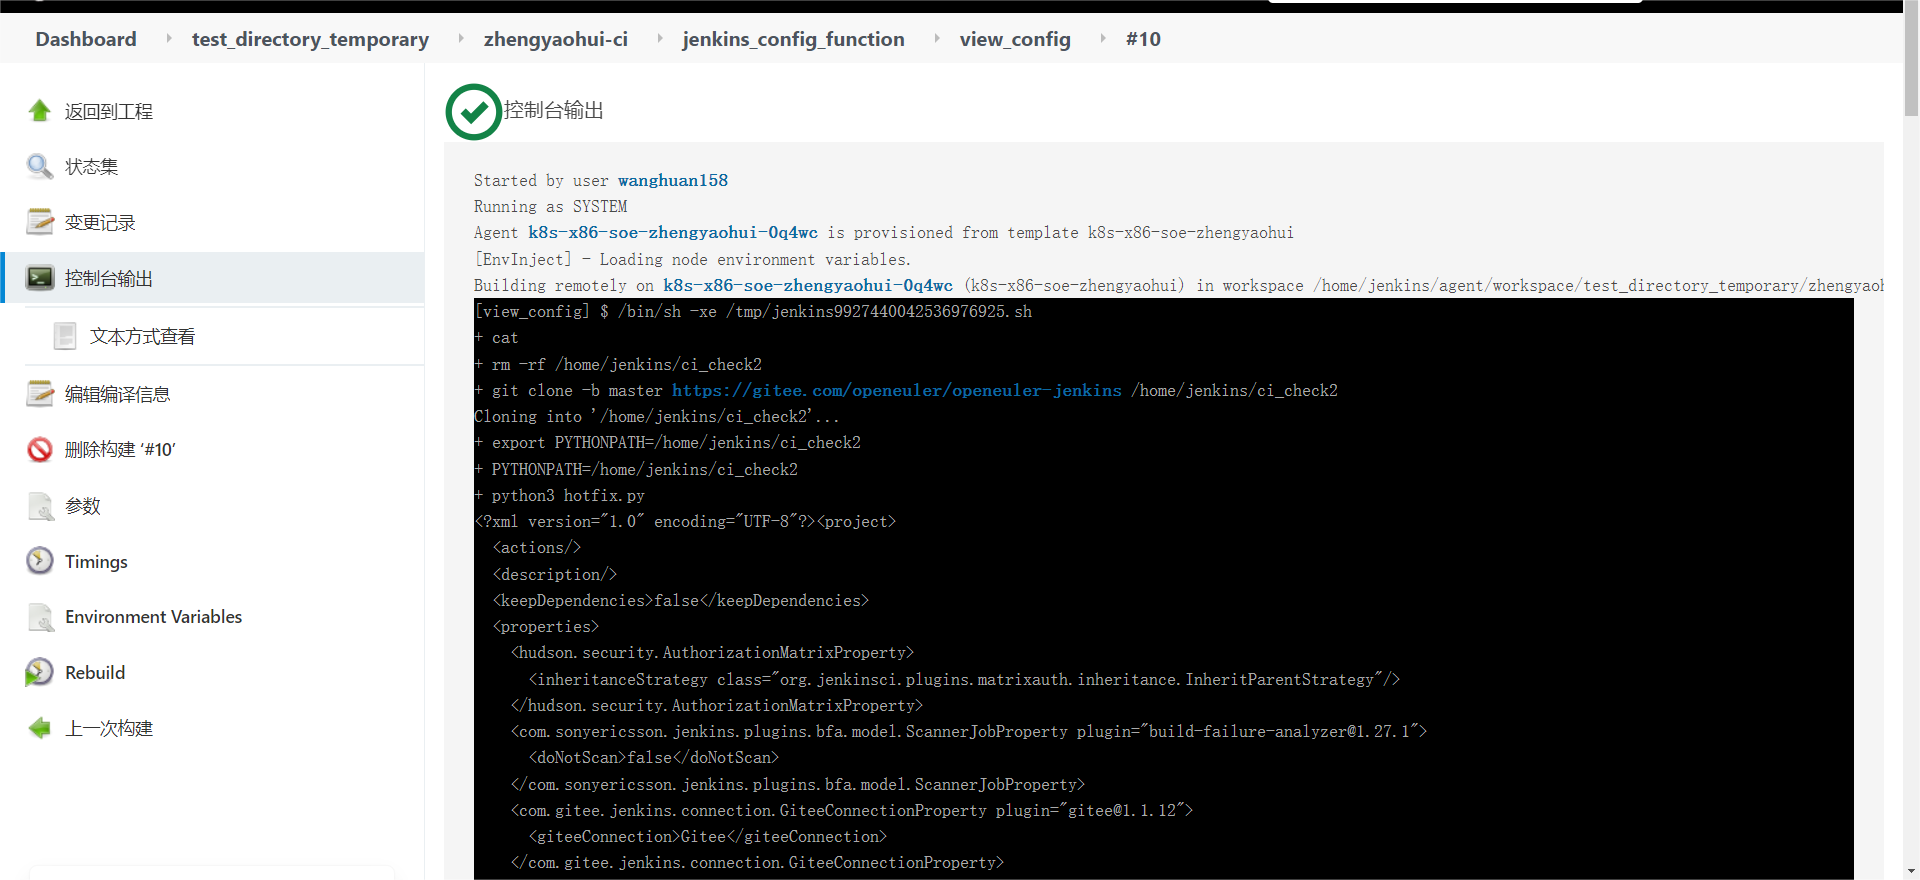 Dashboard test_directory_temporary zhengyaohui-ci jenkins_config_function view_config #10
返回到工程
状态集
变更记录
控制台输出
文本方式查看
编辑编译信息
删除构建 ‘#10’
参数
Timings
Environment Variables
Rebuild
上一次构建
控制台输出
Started by user wanghuan158
Running as SYSTEM
Agent k8s-x86-soe-zhengyaohui-0q4wc is provisioned from template k8s-x86-soe-zhengyaohui
[EnvInject] - Loading node environment variables.
Building remotely on k8s-x86-soe-zhengyaohui-0q4wc (k8s-x86-soe-zhengyaohui) in workspace /home/jenkins/agent/workspace/test_directory_temporary/zhengyaoh
[view_config] $ /bin/sh -xe /tmp/jenkins9927440042536976925.sh
+ cat
+ rm -rf /home/jenkins/ci_check2
+ git clone -b master https://gitee.com/openeuler/openeuler-jenkins /home/jenkins/ci_check2
Cloning into '/home/jenkins/ci_check2'...
+ export PYTHONPATH=/home/jenkins/ci_check2
+ PYTHONPATH=/home/jenkins/ci_check2
+ python3 hotfix.py
<?xml version="1.0" encoding="UTF-8"?><project>
<actions/>
<description/>
<keepDependencies>false</keepDependencies>
<properties>
<hudson.security.AuthorizationMatrixProperty>
<inheritanceStrategy class="org.jenkinsci.plugins.matrixauth.inheritance.InheritParentStrategy"/>
</hudson.security.AuthorizationMatrixProperty>
<com.sonyericsson.jenkins.plugins.bfa.model.ScannerJobProperty plugin="build-failure-analyzer@1.27.1">
<doNotScan>false</doNotScan>
</com.sonyericsson.jenkins.plugins.bfa.model.ScannerJobProperty>
<com.gitee.jenkins.connection.GiteeConnectionProperty plugin="gitee@1.1.12">
<giteeConnection>Gitee</giteeConnection>
</com.gitee.jenkins.connection.GiteeConnectionProperty>